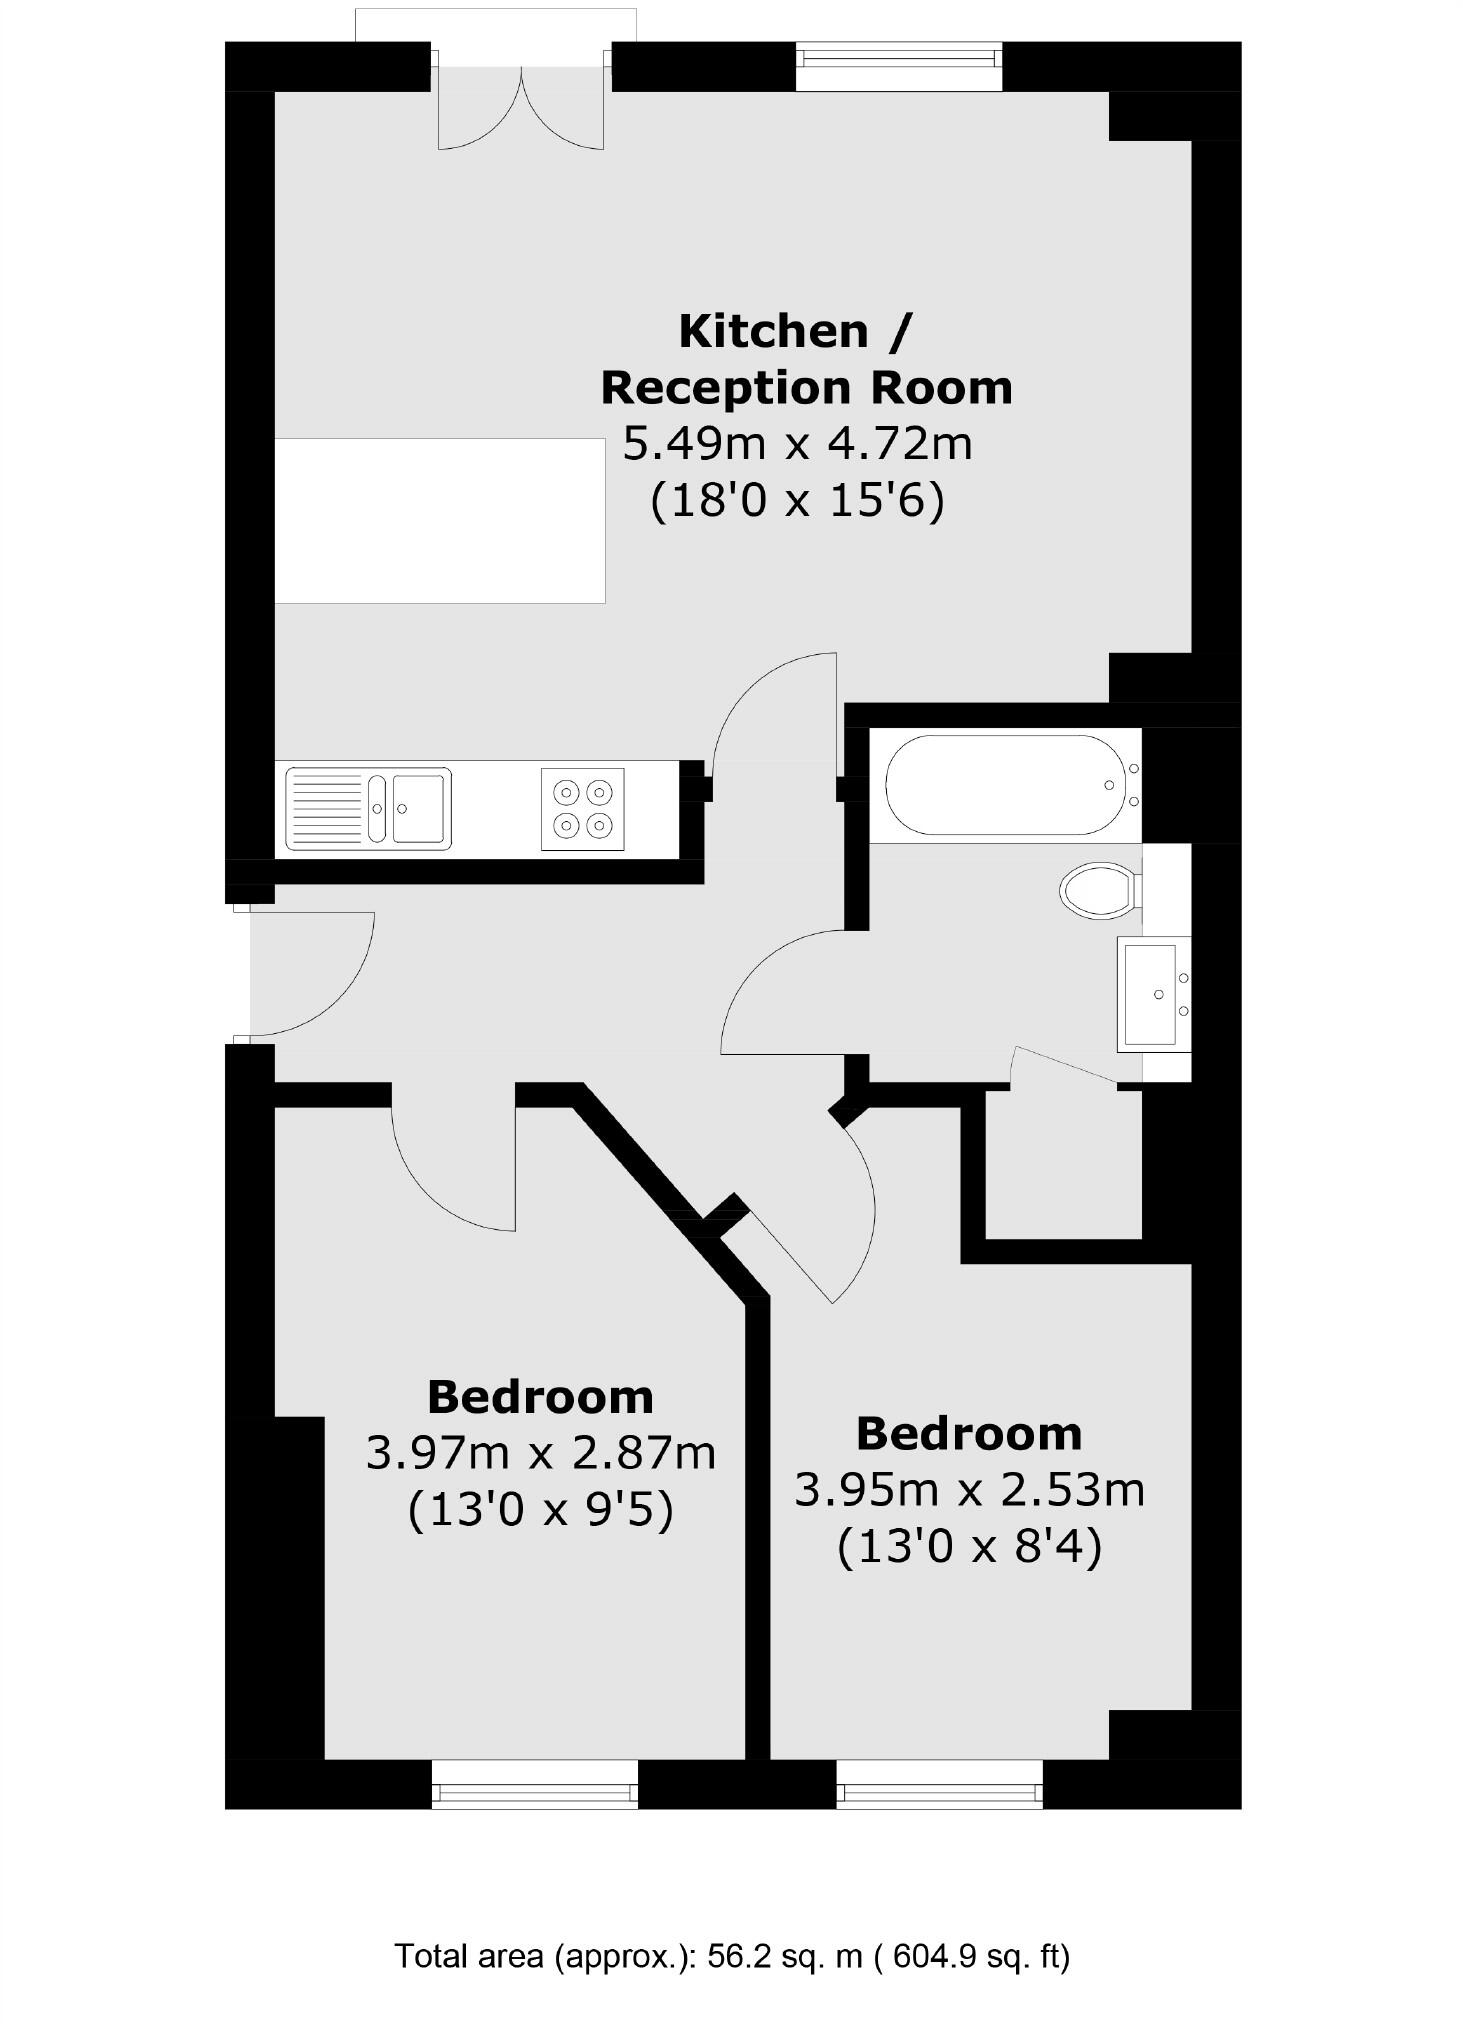 Kitchen /
Reception Room
5.49m x 4.72m
(18'0 x 15'6)
Bedroom
3.97m x 2.87m
(13'0 x 9'5)
Bedroom
3.95m x 2.53m
(13'0 x 8'4)
Total area (approx.): 56.2 sq. m ( 604.9 sq. ft)